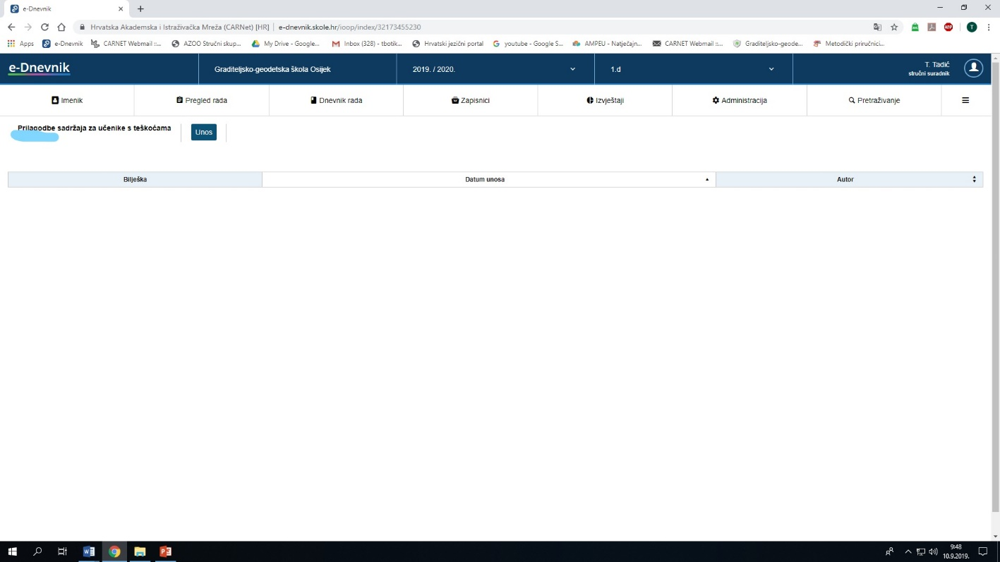 e-Dnevnik
Hrvatska Akademska i Istraživačka Mreža (CARNet) [HR] | e-dnevnik.skole.hr/ioop/index/32173455230
ABP
T
Apps e-Dnevnik CARNET Webmail ::... AZOO Stručni skup... My Drive - Google... Inbox (328) - tbotik... Hrvatski jezični portal youtube - Google S... AMPEU - Natječajn... CARNET Webmail ::... Graditeljsko-geode... Metodički priručnici...
e-Dnevnik Graditeljsko-geodetska škola Osijek 2019. / 2020. 1.d T. Tadić
stručni suradnik
Imenik Pregled rada Dnevnik rada Zapisnici Izvještaji Administracija Pretraživanje
Prilagodbe sadržaja za učenike s teškoćama Unos
Bilješka Datum unosa Autor
9:48
10.9.2019.